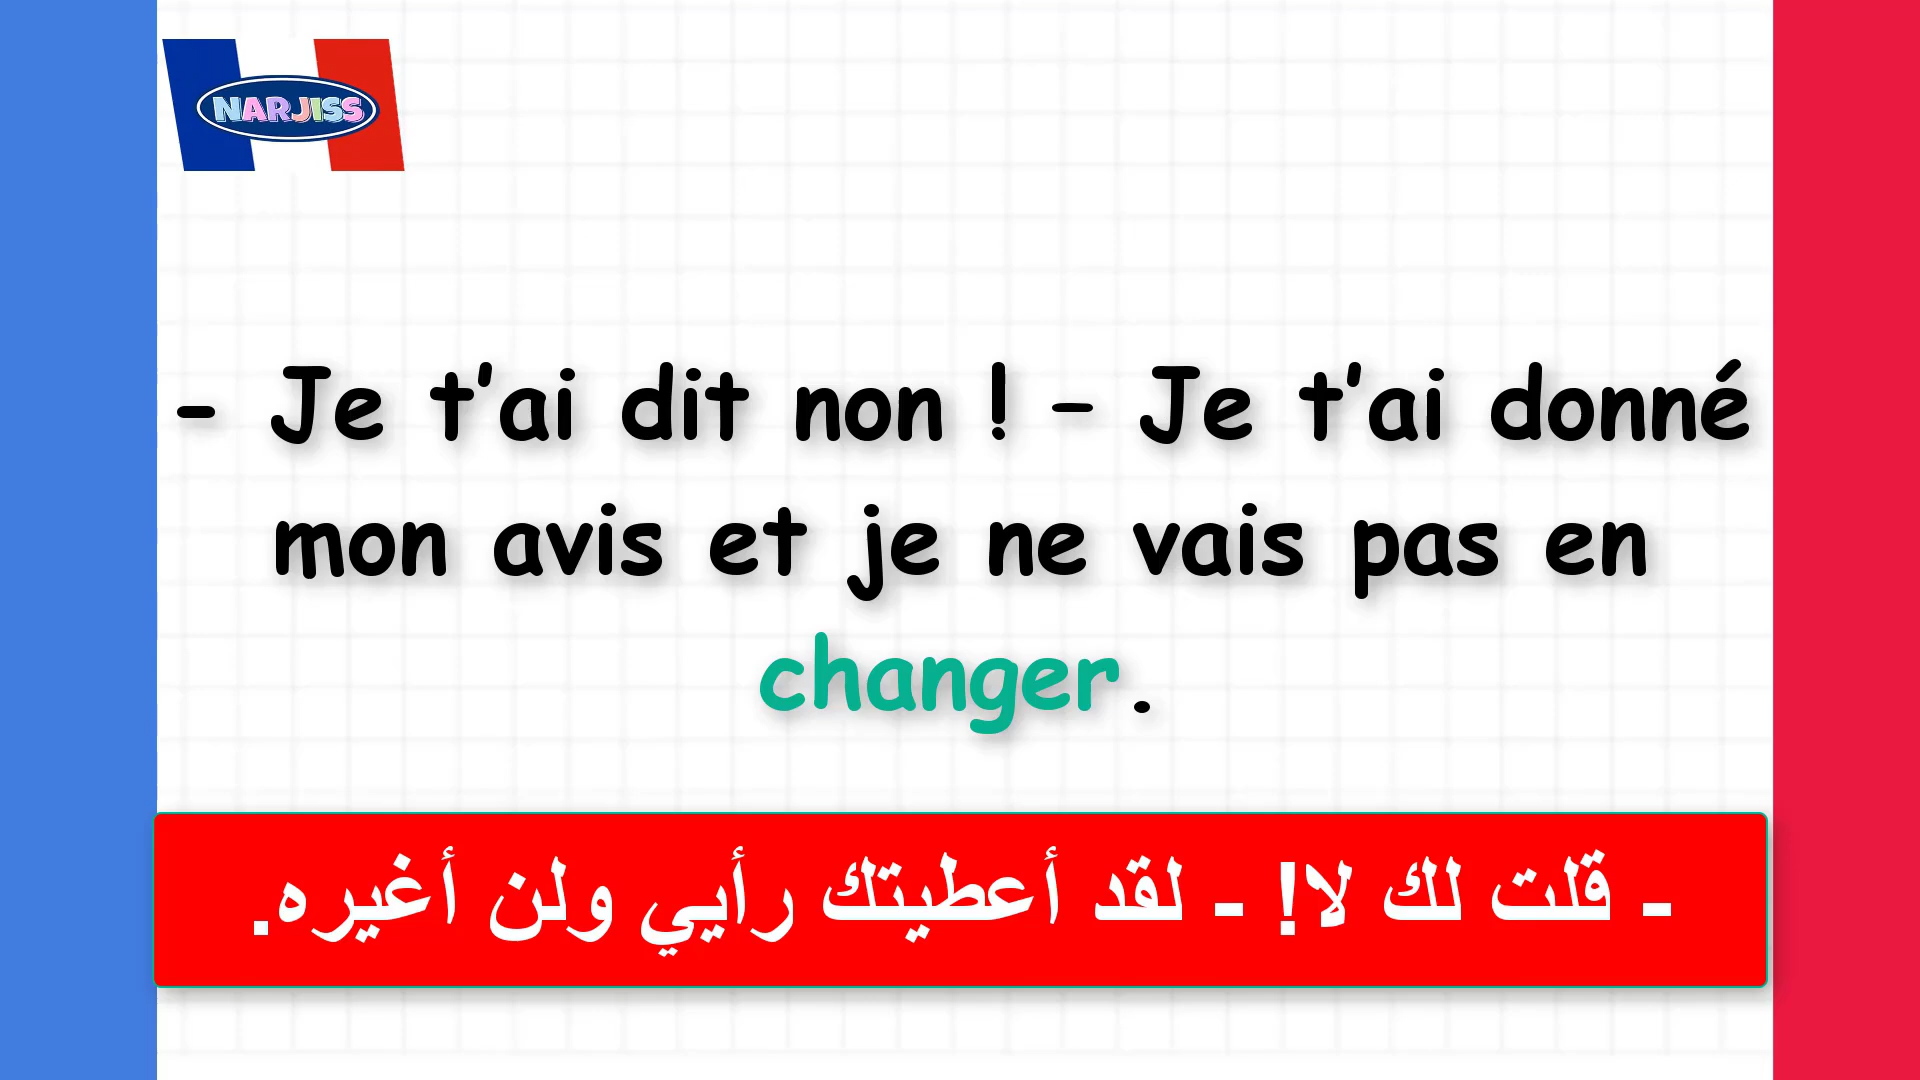 NARJISS
- Je t’ai dit non ! – Je t’ai donné
mon avis et je ne vais pas en
changer.
- قلت لك لا! - لقد أعطيتك رأيي ولن أغيره.